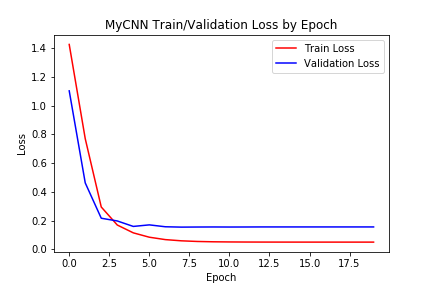 MyCNN Train/Validation Loss by Epoch
Train Loss
Validation Loss
Loss
1.4
1.2
1.0
0.8
0.6
0.4
0.2
0.0
0.0 2.5 5.0 7.5 10.0 12.5 15.0 17.5
Epoch